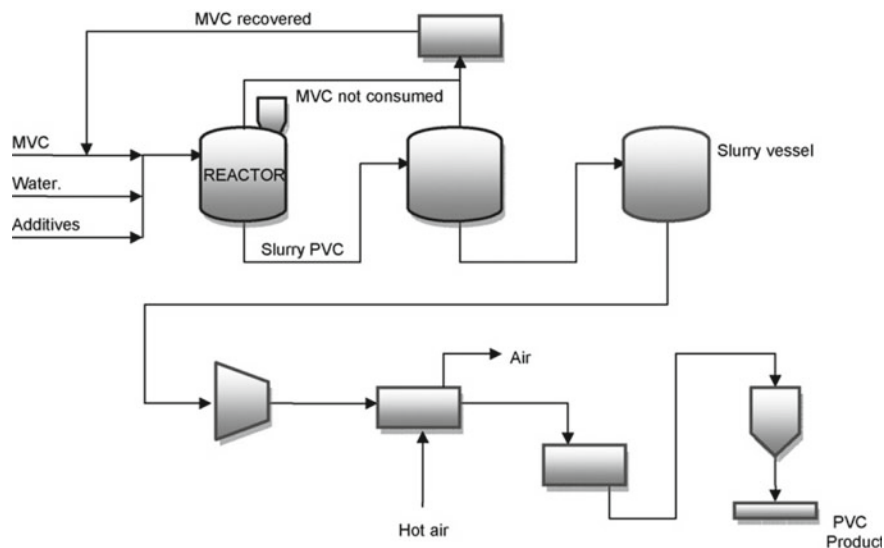 MVC recovered
MVC not consumed
MVC
REACTOR
Slurry vessel
Water.
Additives
Slurry PVC
Air
Hot air
PVC
Product